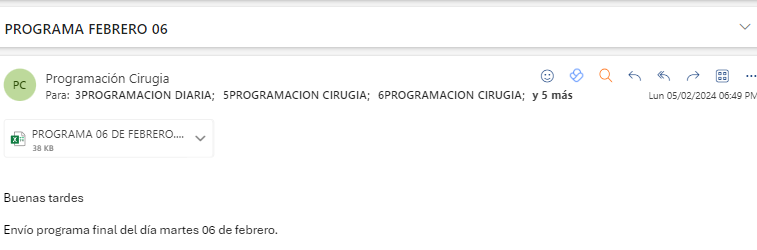 PROGRAMA FEBRERO 06
PC
Programación Cirugia
Para: 3PROGRAMACION DIARIA; 5PROGRAMACION CIRUGIA; 6PROGRAMACION CIRUGIA; y 5 más
Lun 05/02/2024 06:49 PM
PROGRAMA 06 DE FEBRERO....
38 KB
Buenas tardes
Envío programa final del día martes 06 de febrero.